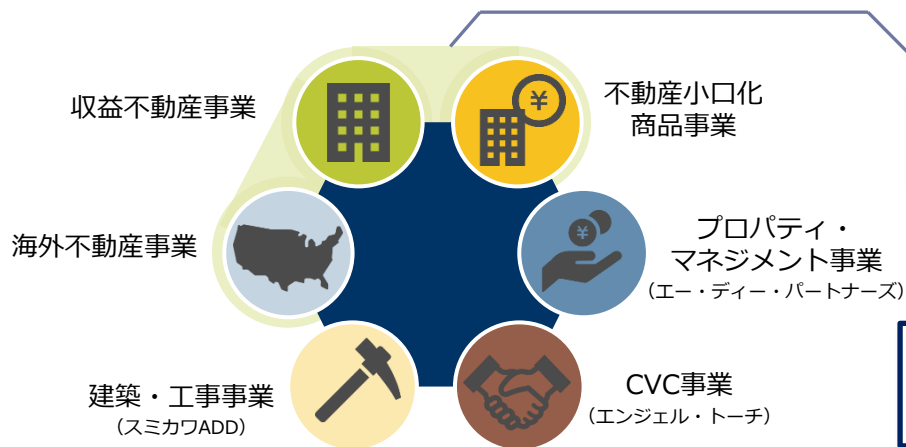 収益不動産事業
不動産小口化
商品事業
¥
海外不動産事業
¥
プロパティ・
マネジメント事業
（エー・ディー・パートナーズ）
建築・工事事業
（スミカワADD）
CVC事業
（エンジェル・トーチ）